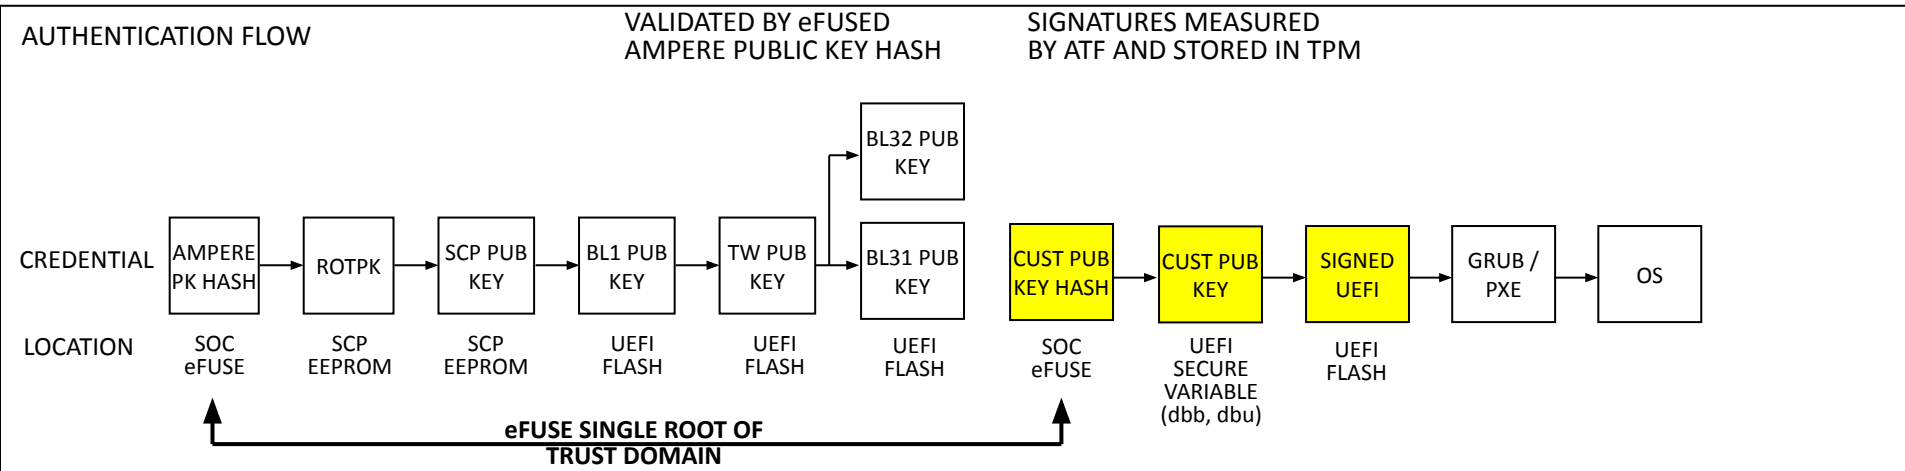 AUTHENTICATION FLOW
VALIDATED BY eFUSED
AMPERE PUBLIC KEY HASH
SIGNATURES MEASURED
BY ATF AND STORED IN TPM
BL32 PUB
KEY
CREDENTIAL
AMPERE
PK HASH
ROTPK
SCP PUB
KEY
BL1 PUB
KEY
TW PUB
KEY
BL31 PUB
KEY
CUST PUB
KEY HASH
CUST PUB
KEY
SIGNED
UEFI
GRUB /
PXE
OS
LOCATION
SOC
eFUSE
SCP
EEPROM
SCP
EEPROM
UEFI
FLASH
UEFI
FLASH
UEFI
FLASH
SOC
eFUSE
UEFI
SECURE
VARIABLE
(dbb, dbu)
UEFI
FLASH
eFUSE SINGLE ROOT OF
TRUST DOMAIN